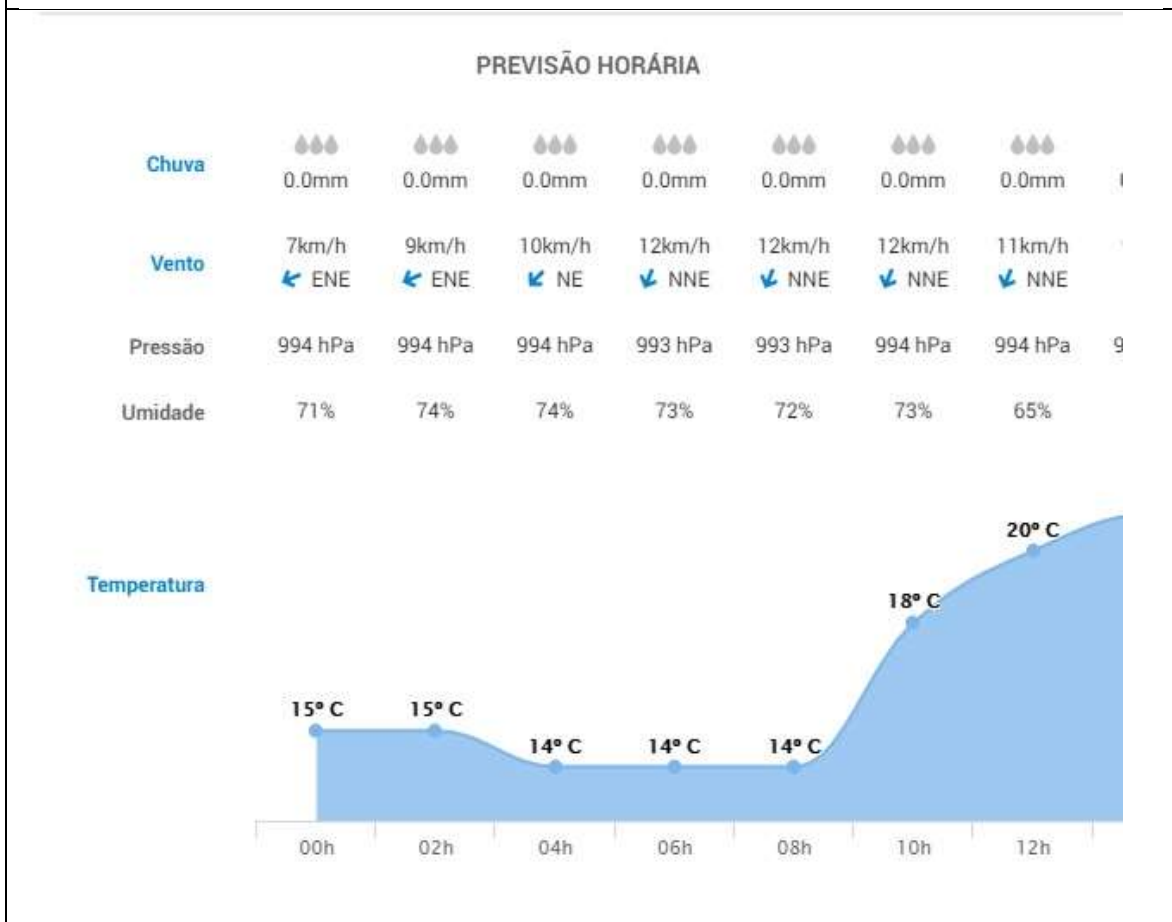 PREVISÃO HORÁRIA
Chuva 0.0mm 0.0mm 0.0mm 0.0mm 0.0mm 0.0mm 0.0mm
7km/h 9km/h 10km/h 12km/h 12km/h 12km/h 11km/h
Vento
ENE ENE NE NNE NNE NNE NNE
Pressão 994 hPa 994 hPa 994 hPa 993 hPa 993 hPa 994 hPa 994 hPa 9
Umidade 71% 74% 74% 73% 72% 73% 65%
20º C
Temperatura
18º C
15º C 15º C
14º C 14º C 14º C
00h 02h 04h 06h 08h 10h 12h